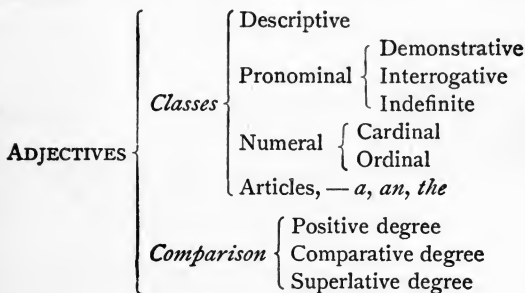 Descriptive
Demonstrative
Pronominal Interrogative
Classes Indefinite
Numeral Cardinal
ADJECTIVES Ordinal
Articles, — a, an, the
Positive degree
Comparison Comparative degree
Superlative degree